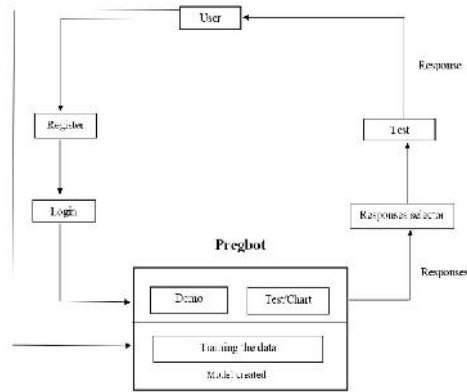 User
Response
Register
Test
Login
Responses selector
Pregbot
Responses
Demo
Test/Chart
Training the data
Model created